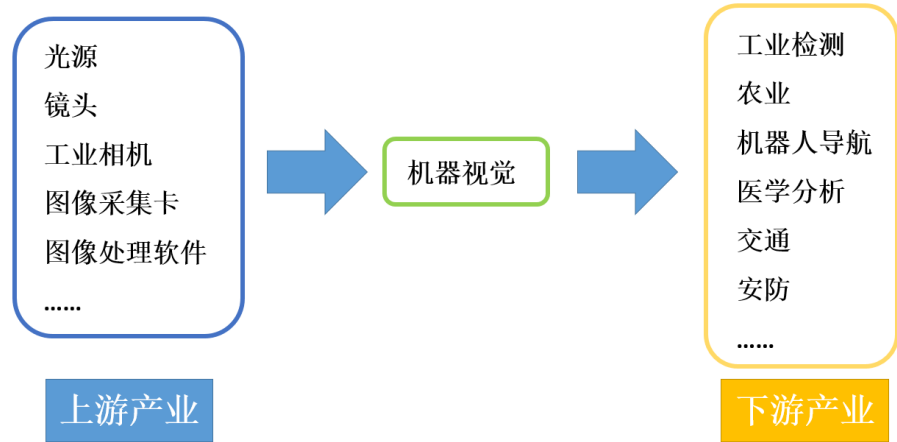 光源
镜头
工业相机
图像采集卡
图像处理软件
......
上游产业
机器视觉
工业检测
农业
机器人导航
医学分析
交通
安防
......
下游产业